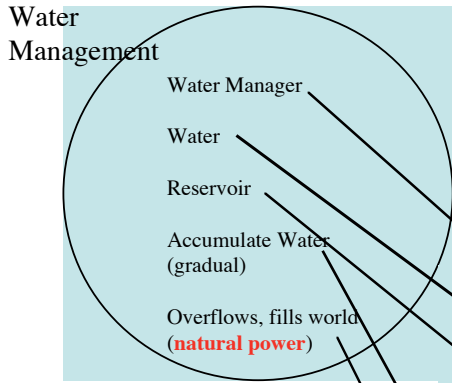 Water
Management
Water Manager
Water
Reservoir
Accumulate Water
(gradual)
Overflows, fills world
(natural power)